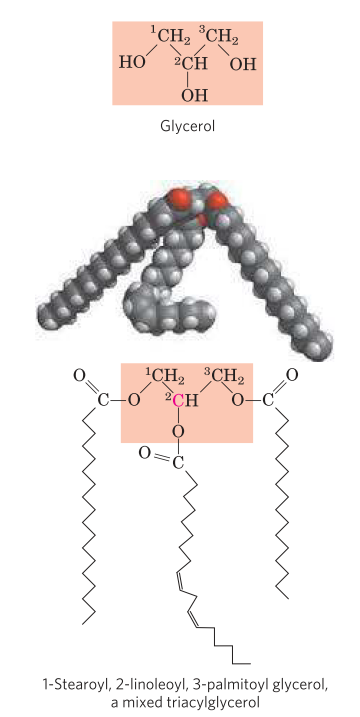 ¹CH₂ ³CH₂
HO ²CH OH
OH
Glycerol
O ¹CH₂ ³CH₂ O
C O ²CH O C
O
O
C
1-Stearoyl, 2-linoleoyl, 3-palmitoyl glycerol,
a mixed triacylglycerol